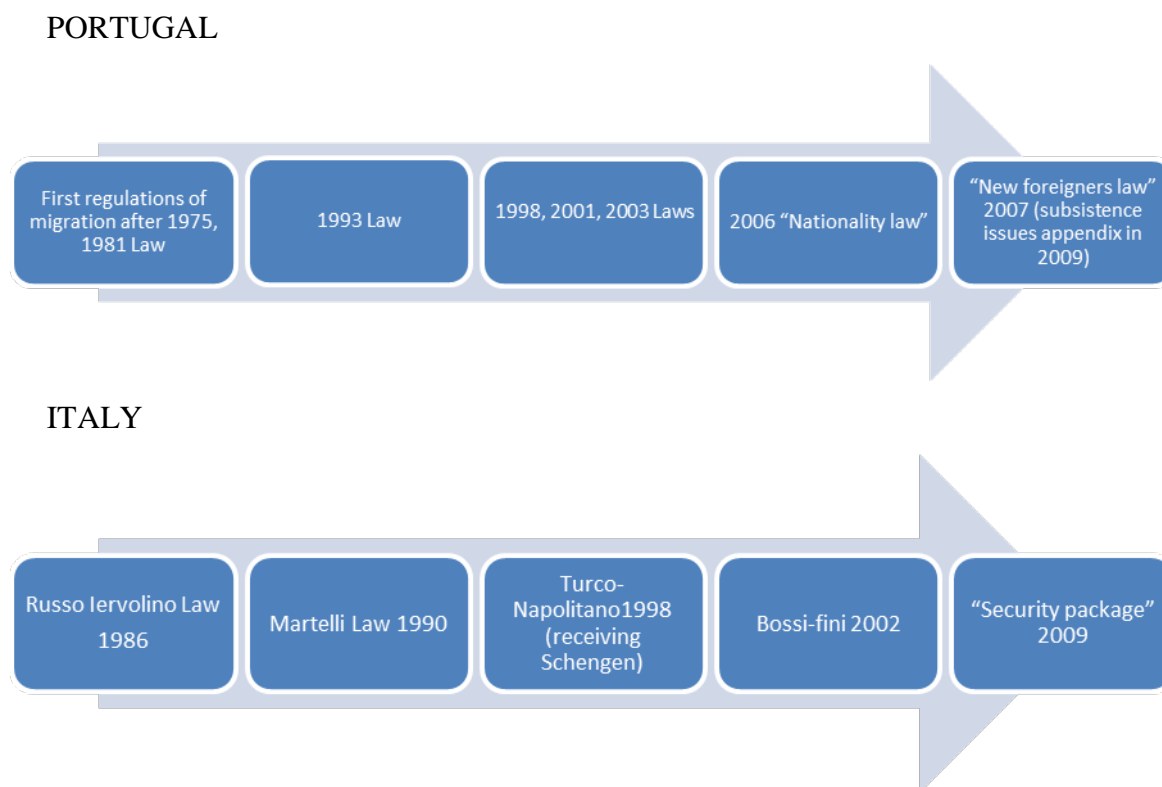 PORTUGAL
First regulations of
migration after 1975,
1981 Law
1993 Law
1998, 2001, 2003 Laws
2006 “Nationality law”
“New foreigners law”
2007 (subsistence
issues appendix in
2009)
ITALY
Russo Iervolino Law
1986
Martelli Law 1990
Turco-
Napolitano1998
(receiving
Schengen)
Bossi-fini 2002
“Security package”
2009